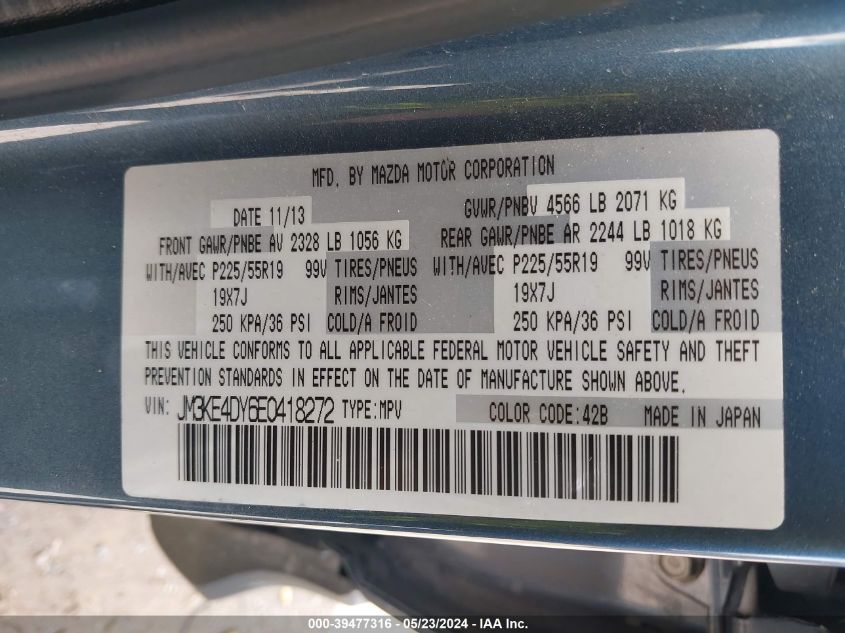 MFD. BY MAZDA MOTOR CORPORATION
DATE 11/13 GVWR/PNBV 4566 LB 2071 KG
FRONT GAWR/PNBE AV 2328 LB 1056 KG REAR GAWR/PNBE AR 2244 LB 1018 KG
WITH/AVEC P225/55R19 99V TIRES/PNEUS WITH/AVEC P225/55R19 99V TIRES/PNEUS
19X7J RIMS/JANTES 19X7J RIMS/JANTES
250 KPA/36 PSI COLD/A FROID 250 KPA/36 PSI COLD/A FROID
THIS VEHICLE CONFORMS TO ALL APPLICABLE FEDERAL MOTOR VEHICLE SAFETY AND THEFT
PREVENTION STANDARDS IN EFFECT ON THE DATE OF MANUFACTURE SHOWN ABOVE.
VIN: JM3KE4DY6E0418272 TYPE:MPV COLOR CODE:42B MADE IN JAPAN
000-39477316 - 05/23/2024 - IAA Inc.